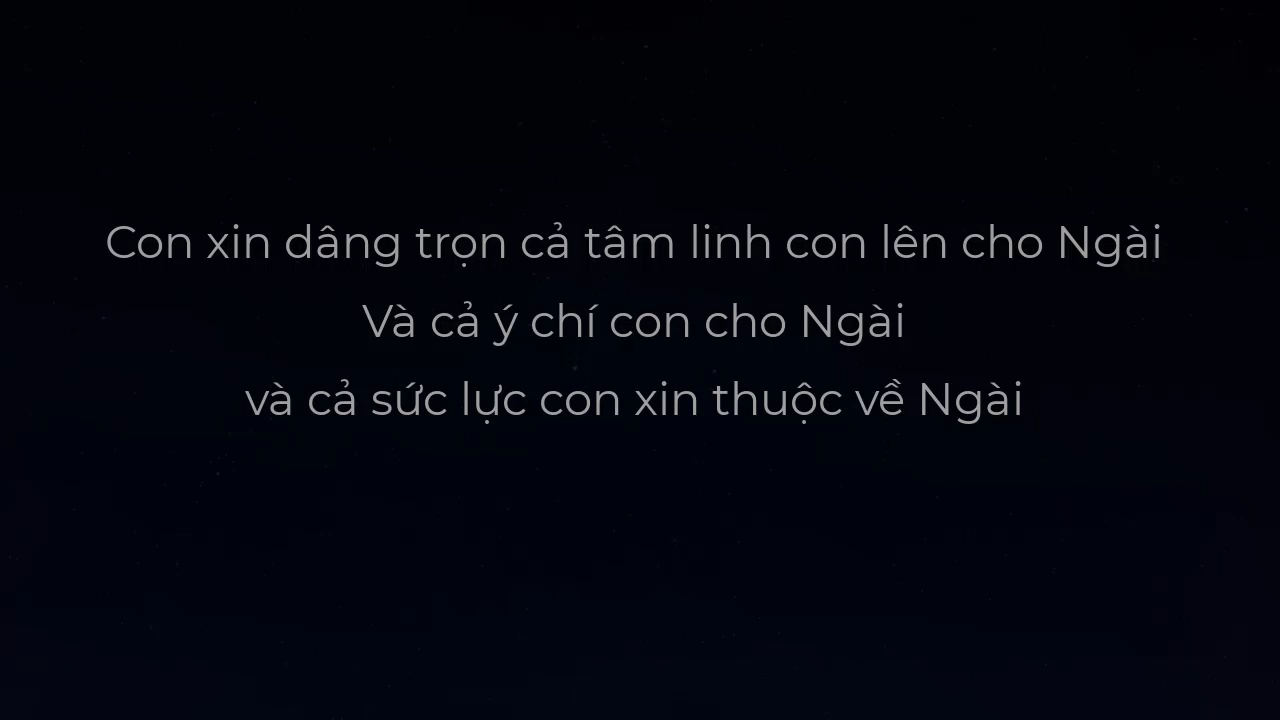 Con xin dâng trọn cả tâm linh con lên cho Ngài
Và cả ý chí con cho Ngài
và cả sức lực con xin thuộc về Ngài